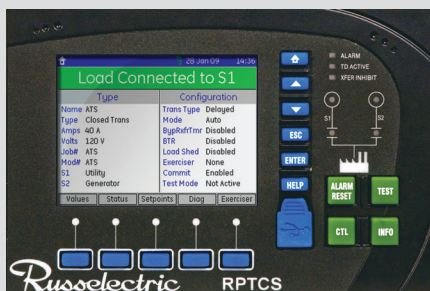 28 Jan 09 14:36
Load Connected to S1
Type Configuration
Name ATS Trans Type Delayed
Type Closed Trans Mode Auto
Amps 40 A BypRxfrTmr Disabled
Volts 120 V BTR Disabled
Job# ATS Load Shed Disabled
Mod# ATS Exerciser None
S1 Utility Commit Enabled
S2 Generator Test Mode Not Active
Values Status Setpoints Diag Exerciser
ESC
ENTER
HELP
ALARM
TD ACTIVE
XFER INHIBIT
S1 S2
ALARM RESET TEST
CTL INFO
Russelectric RPTCS